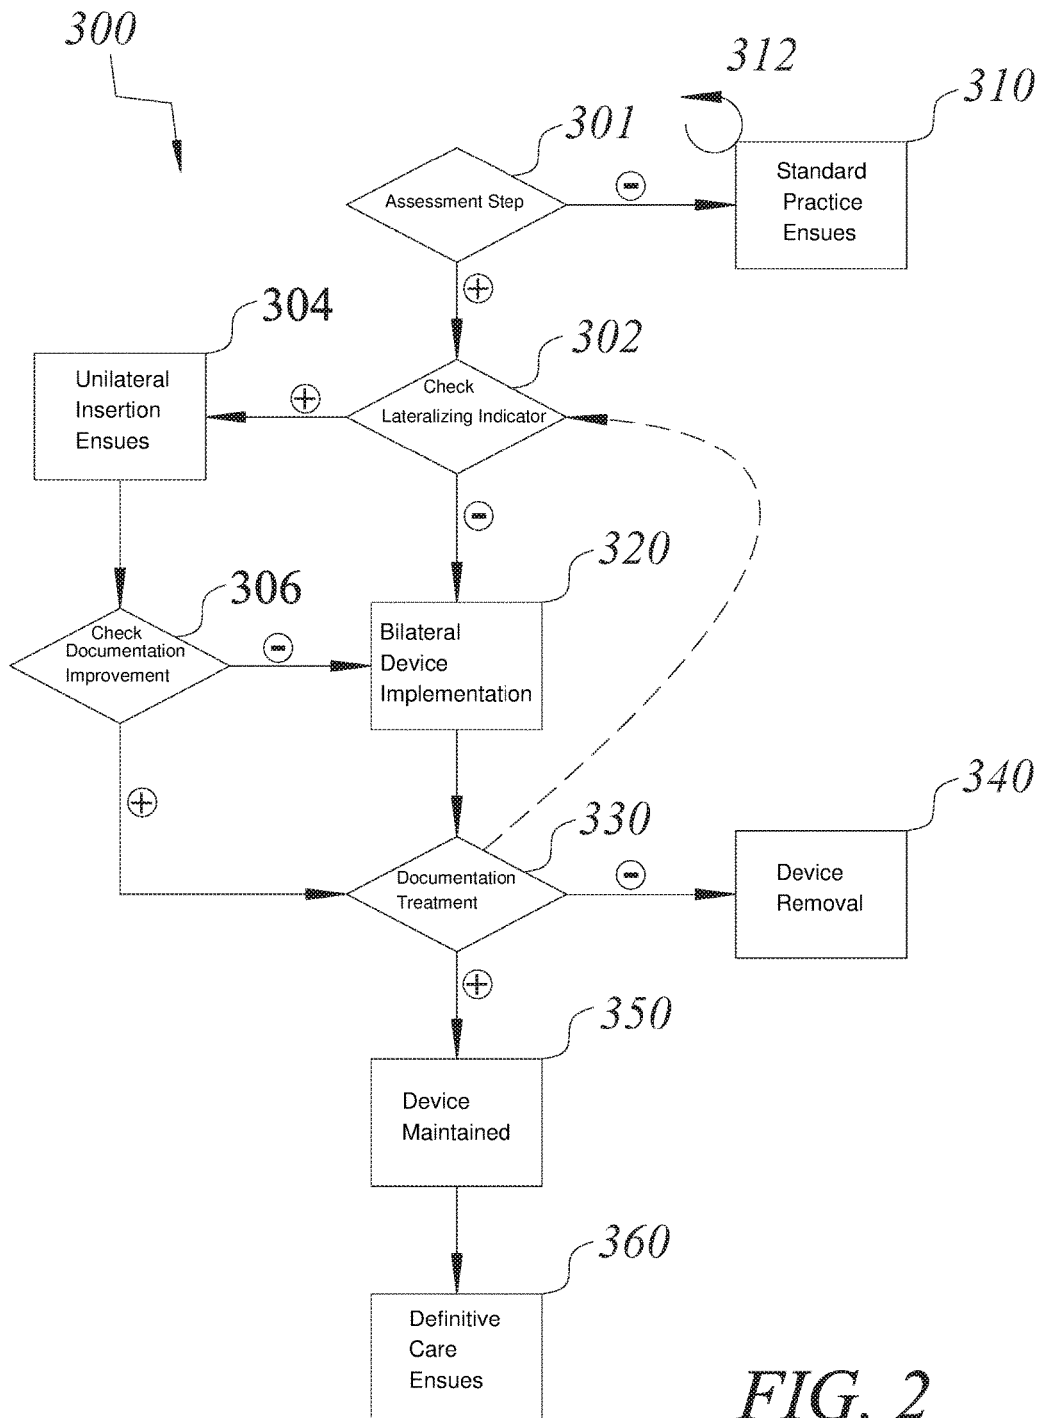 300
312
310
301
Assessment Step
-
Standard
Practice
Ensues
+
304
302
Unilateral
Insertion
Ensues
+
Check
Lateralizing Indicator
-
320
306
Check
Documentation
Improvement
-
Bilateral
Device
Implementation
+
330
340
Documentation
Treatment
-
Device
Removal
+
350
Device
Maintained
360
Definitive
Care
Ensues
FIG. 2